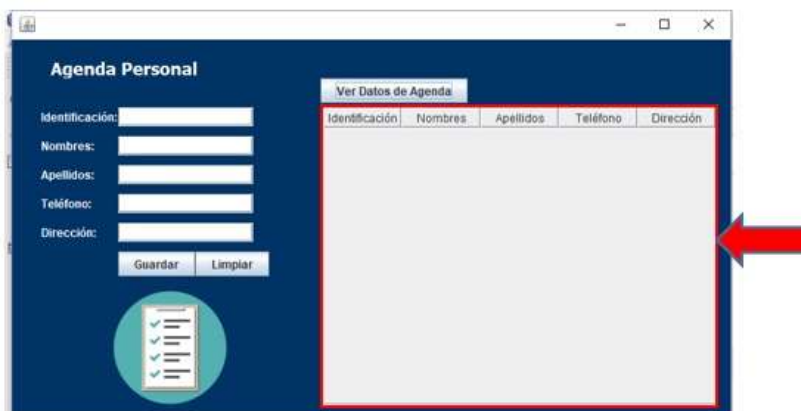 Agenda Personal
Ver Datos de Agenda
Identificación:
Nombres:
Apellidos:
Teléfono:
Dirección:
Guardar Limpiar
Identificación Nombres Apellidos Teléfono Dirección